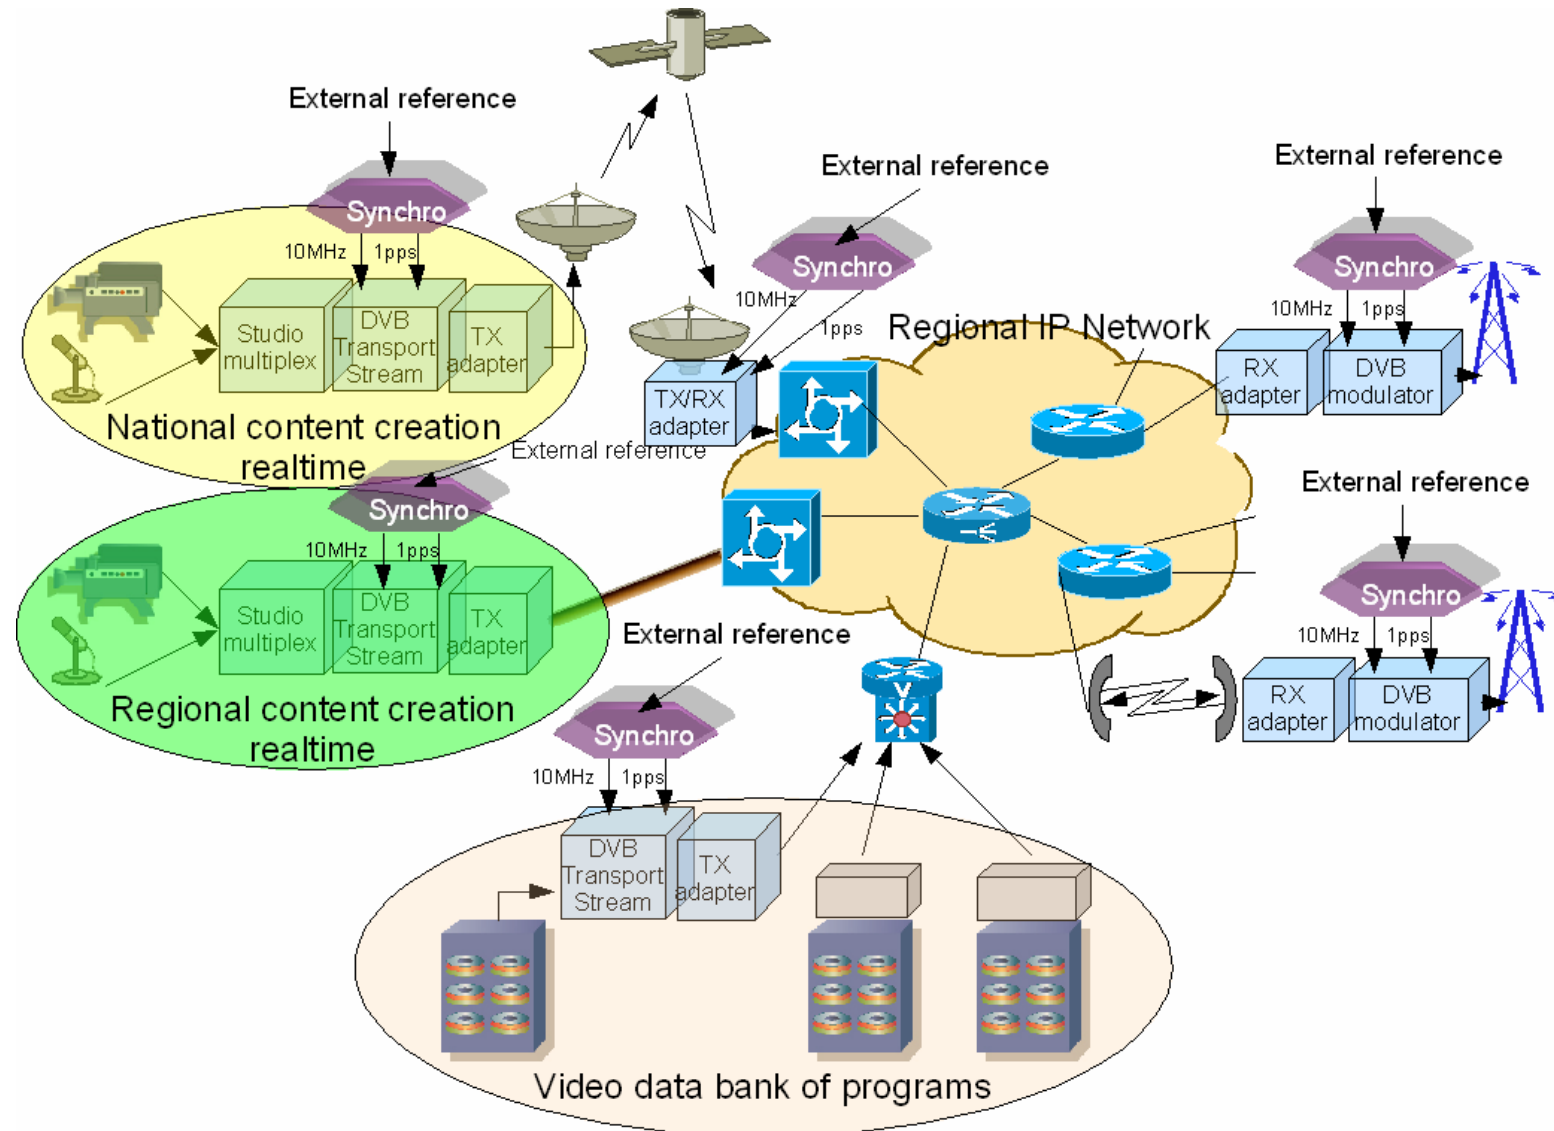 External reference
Synchro
10MHz
1pps
Studio
multiplex
DVB
Transport
Stream
TX
adapter
National content creation
realtime
External reference
Synchro
10MHz
1pps
TX/RX
adapter
Regional IP Network
External reference
Synchro
10MHz
1pps
RX
adapter
DVB
modulator
External reference
Synchro
10MHz
1pps
Studio
multiplex
DVB
Transport
Stream
TX
adapter
Regional content creation
realtime
External reference
Synchro
10MHz
1pps
RX
adapter
DVB
modulator
External reference
Synchro
10MHz
1pps
DVB
Transport
Stream
TX
adapter
V
Video data bank of programs